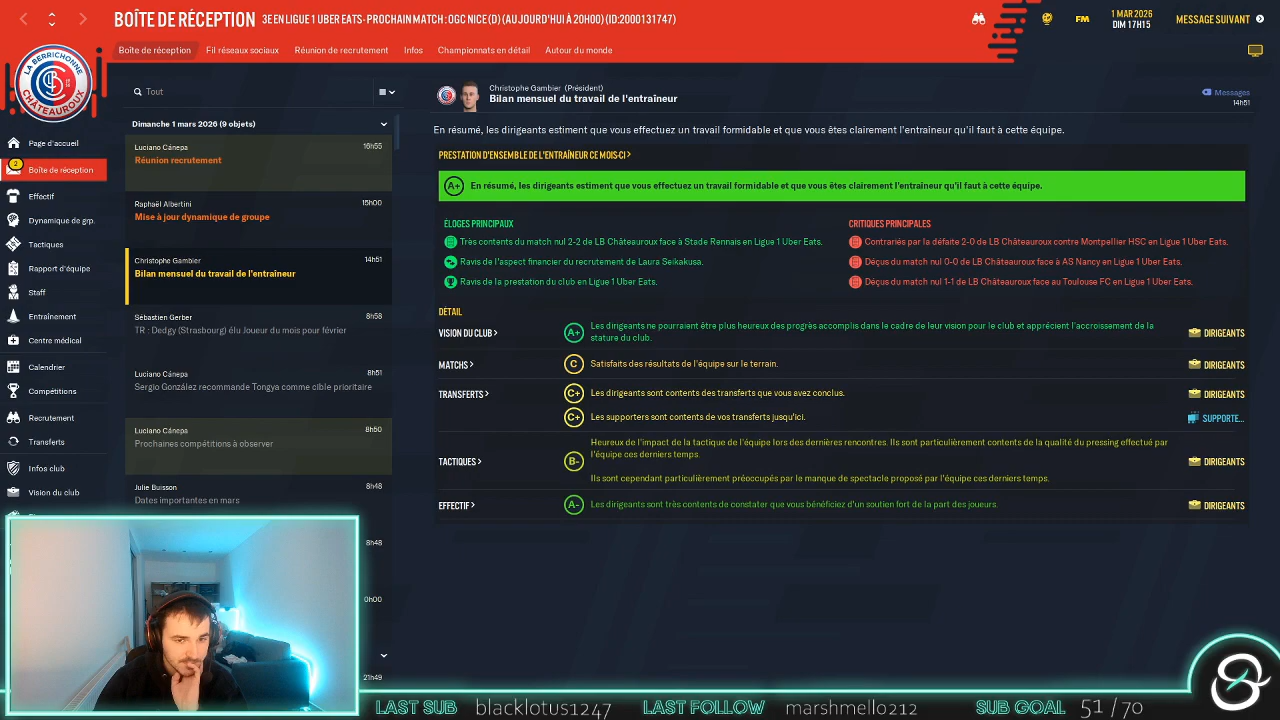 BOÎTE DE RÉCEPTION
3E EN LIGUE 1 UBER EATS - PROCHAIN MATCH : OGC NICE (D) (AUJOURD'HUI À 20H00) (ID:2000131747)
FM
1 MAR 2026
DIM 17H15
MESSAGE SUIVANT
Boîte de réception
Fil réseaux sociaux
Réunion de recrutement
Infos
Championnats en détail
Autour du monde
LA BERRICHONNE
CHÂTEAUROUX
Page d'accueil
2
Boîte de réception
Effectif
Dynamique de grp.
Tactiques
Rapport d'équipe
Staff
Entraînement
Centre médical
Calendrier
Compétitions
Recrutement
Transferts
Infos club
Vision du club
Tout
Dimanche 1 mars 2026 (9 objets)
Luciano Cánepa 16h55
Réunion recrutement
Raphaël Albertini 15h00
Mise à jour dynamique de groupe
Christophe Gambier 14h51
Bilan mensuel du travail de l'entraîneur
Sébastien Gerber 8h58
TR : Dedgy (Strasbourg) élu Joueur du mois pour février
Luciano Cánepa 8h51
Sergio González recommande Tongya comme cible prioritaire
Luciano Cánepa 8h50
Prochaines compétitions à observer
Julie Buisson 8h48
Dates importantes en mars
8h48
0h00
21h49
Christophe Gambier (Président)
Bilan mensuel du travail de l'entraîneur
Messages
14h51
En résumé, les dirigeants estiment que vous effectuez un travail formidable et que vous êtes clairement l'entraîneur qu'il faut à cette équipe.
PRESTATION D'ENSEMBLE DE L'ENTRAÎNEUR CE MOIS-CI >
A+ En résumé, les dirigeants estiment que vous effectuez un travail formidable et que vous êtes clairement l'entraîneur qu'il faut à cette équipe.
ÉLOGES PRINCIPAUX
Très contents du match nul 2-2 de LB Châteauroux face à Stade Rennais en Ligue 1 Uber Eats.
Ravis de l'aspect financier du recrutement de Laura Seikakusa.
Ravis de la prestation du club en Ligue 1 Uber Eats.
CRITIQUES PRINCIPALES
Contrariés par la défaite 2-0 de LB Châteauroux contre Montpellier HSC en Ligue 1 Uber Eats.
Déçus du match nul 0-0 de LB Châteauroux face à AS Nancy en Ligue 1 Uber Eats.
Déçus du match nul 1-1 de LB Châteauroux face au Toulouse FC en Ligue 1 Uber Eats.
DÉTAIL
VISION DU CLUB > A+ Les dirigeants ne pourraient être plus heureux des progrès accomplis dans le cadre de leur vision pour le club et apprécient l'accroissement de la
stature du club. DIRIGEANTS
MATCHS > C Satisfaits des résultats de l'équipe sur le terrain. DIRIGEANTS
TRANSFERTS > C+ Les dirigeants sont contents des transferts que vous avez conclus. DIRIGEANTS
C+ Les supporters sont contents de vos transferts jusqu'ici. SUPPORTE...
TACTIQUES > B- Heureux de l'impact de la tactique de l'équipe lors des dernières rencontres. Ils sont particulièrement contents de la qualité du pressing effectué par
l'équipe ces derniers temps. DIRIGEANTS
Ils sont cependant particulièrement préoccupés par le manque de spectacle proposé par l'équipe ces derniers temps.
EFFECTIF > A- Les dirigeants sont très contents de constater que vous bénéficiez d'un soutien fort de la part des joueurs. DIRIGEANTS
LAST SUB blacklotus1247 LAST FOLLOW marshmello212 SUB GOAL 51 / 70